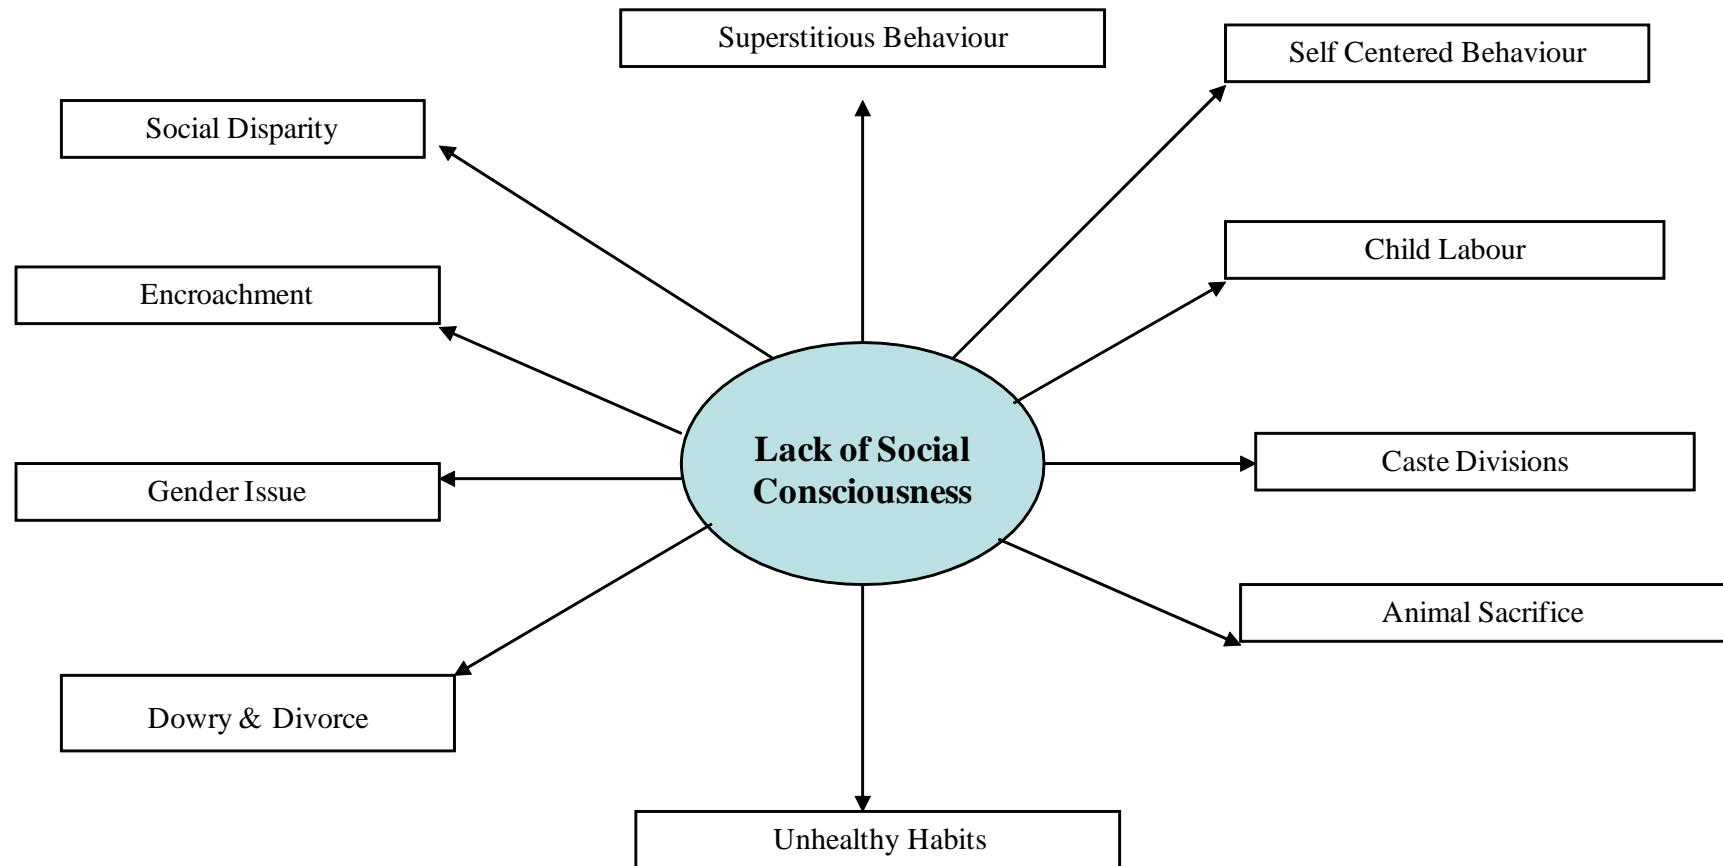 Superstitious Behaviour
Self Centered Behaviour
Social Disparity
Child Labour
Encroachment
Lack of Social
Consciousness
Caste Divisions
Gender Issue
Animal Sacrifice
Dowry & Divorce
Unhealthy Habits